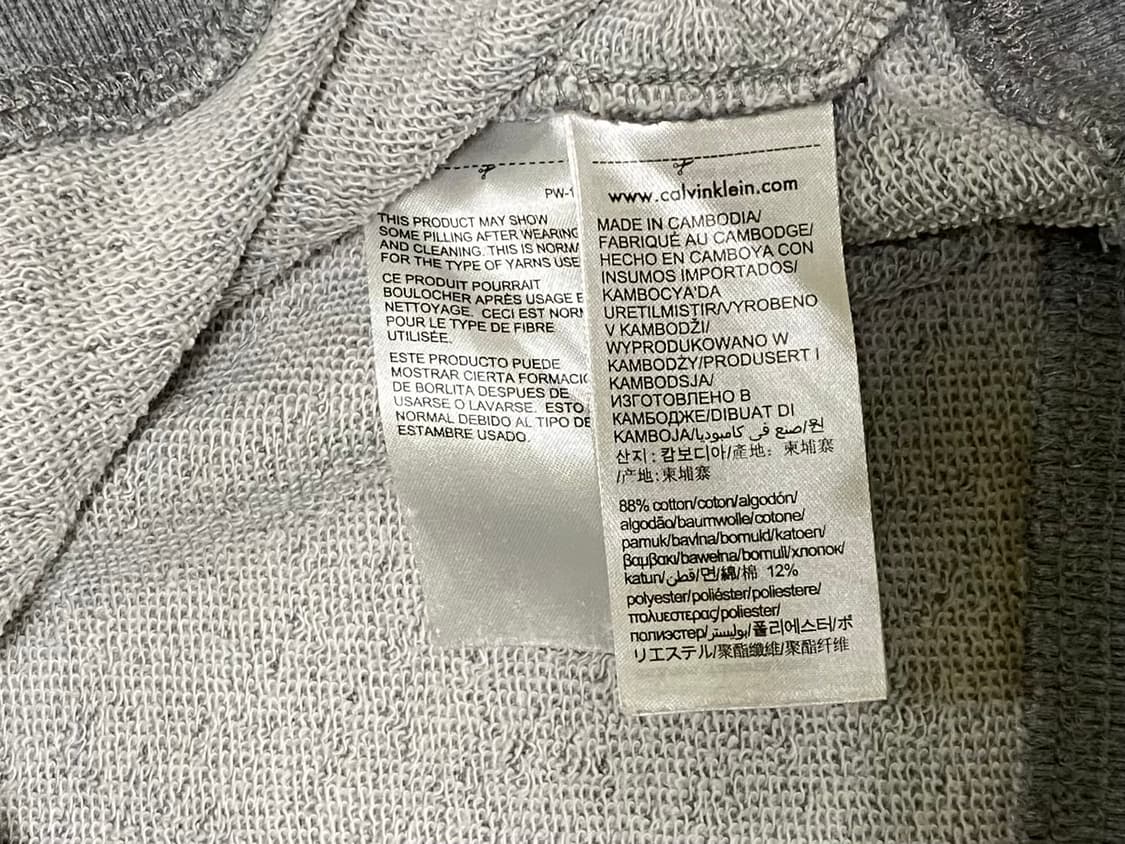 PW-1
THIS PRODUCT MAY SHOW
SOME PILLING AFTER WEARING
AND CLEANING. THIS IS NORMA
FOR THE TYPE OF YARNS USE
CE PRODUIT POURRAIT
BOULOCHER APRÈS USAGE E
NETTOYAGE. CECI EST NORM
POUR LE TYPE DE FIBRE
UTILISÉE.
ESTE PRODUCTO PUEDE
MOSTRAR CIERTA FORMACIÓ
DE BORLITA DESPUES DE
USARSE O LAVARSE. ESTO
NORMAL DEBIDO AL TIPO DE
ESTAMBRE USADO.
www.calvinklein.com
MADE IN CAMBODIA/
FABRIQUÉ AU CAMBODGE/
HECHO EN CAMBOYA CON
INSUMOS IMPORTADOS/
KAMBOCYA'DA
URETILMISTIR/VYROBENO
V KAMBODŽI/
WYPRODUKOWANO W
KAMBODŻY/PRODUSERT I
KAMBODSJA/
ИЗГОТОВЛЕНО В
КАМБОДЖЕ/DIBUAT DI
KAMBOJA/صنع في كامبوديا/원
산지: 캄보디아/產地: 柬埔寨
/产地:柬埔寨
88% cotton/coton/algodón/
algodão/baumwolle/cotone/
pamuk/bavlna/bomuld/katoen/
βαμβακι/bawełna/bomull/хлопок/
katun/قطن/면/綿/棉 12%
polyester/poliéster/poliestere/
πολυεστερας/poliester/
полиэстер/بوليستر/폴리에스터/ポ
リエステル/聚酯纖維/聚酯纤维